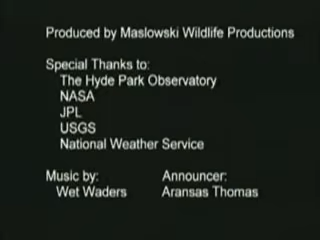 Produced by Maslowski Wildlife Productions
Special Thanks to:
The Hyde Park Observatory
NASA
JPL
USGS
National Weather Service
Music by: Announcer:
Wet Waders Aransas Thomas